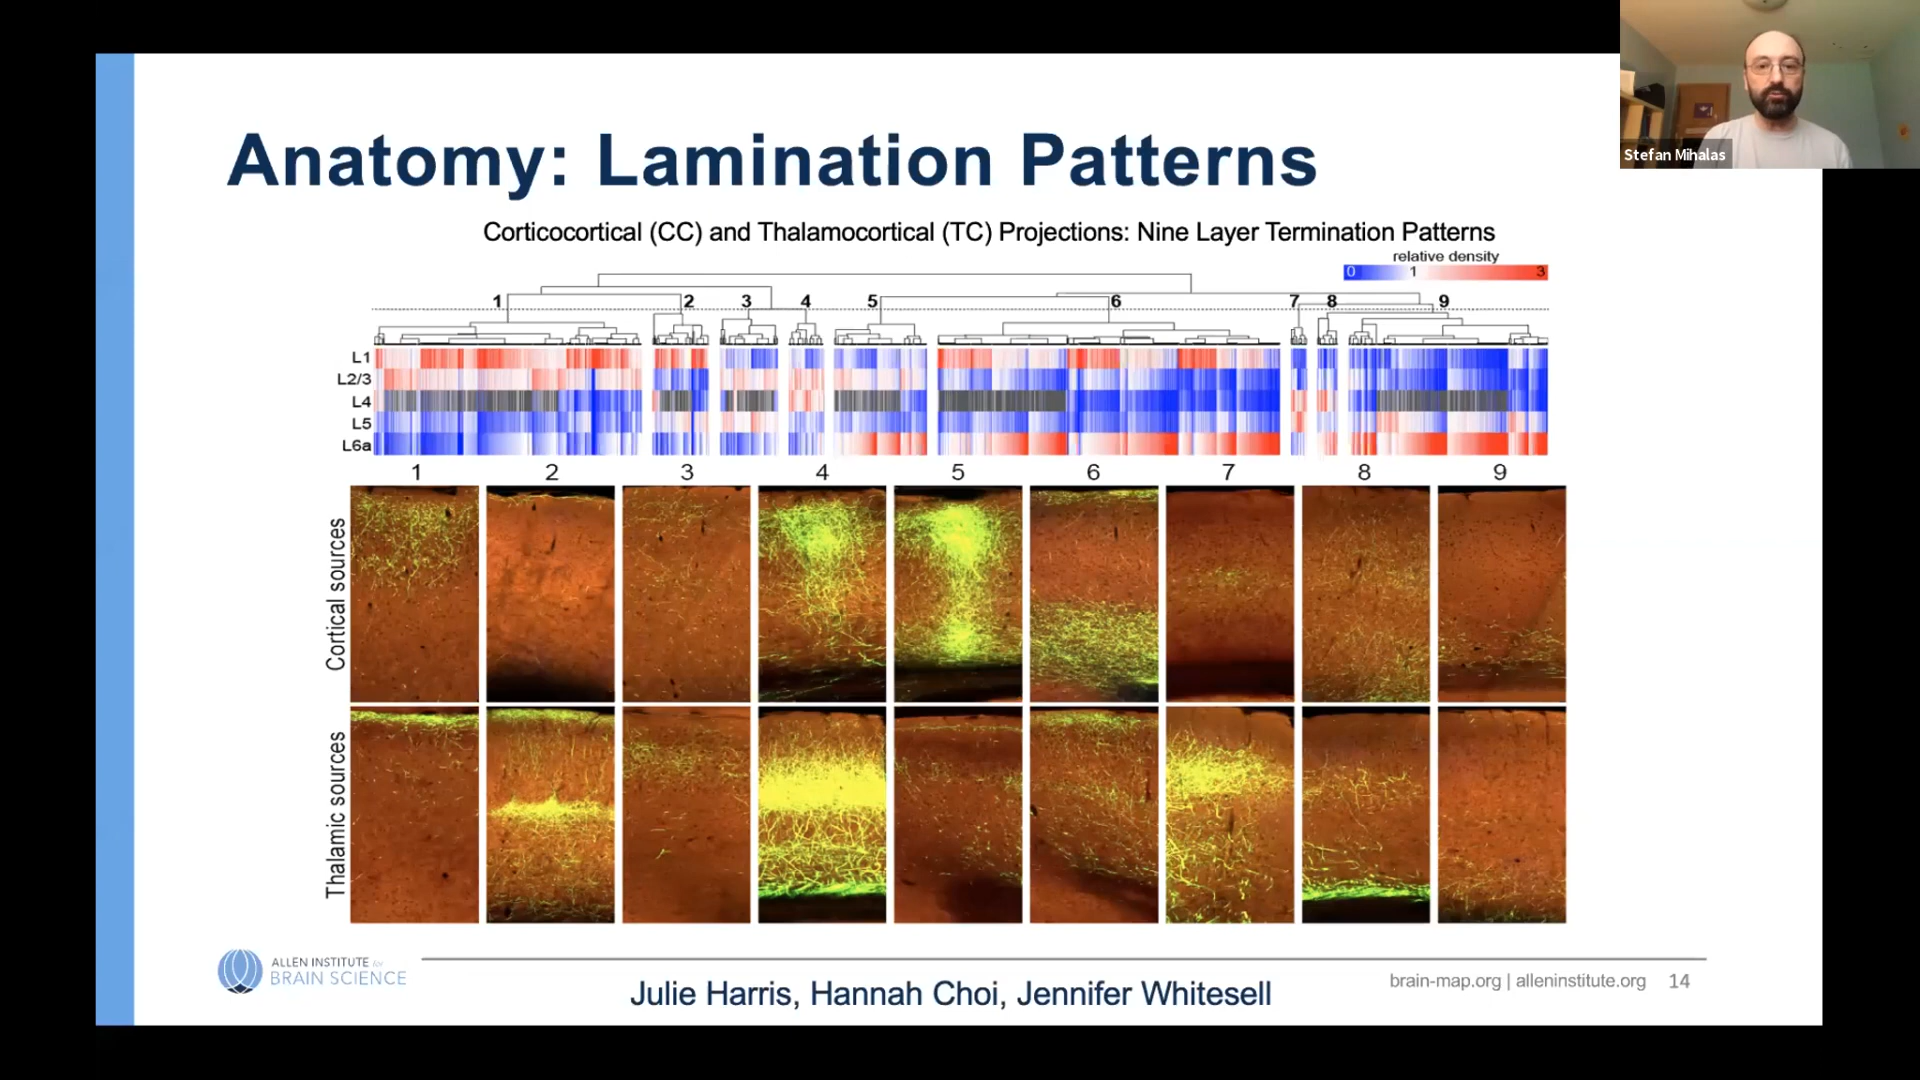 Stefan Mihalas
Anatomy: Lamination Patterns
Corticocortical (CC) and Thalamocortical (TC) Projections: Nine Layer Termination Patterns
relative density
0 1 3
1 2 3 4 5 6 7 8 9
L1
L2/3
L4
L5
L6a
1 2 3 4 5 6 7 8 9
Cortical sources
Thalamic sources
ALLEN INSTITUTE for
BRAIN SCIENCE
Julie Harris, Hannah Choi, Jennifer Whitesell
brain-map.org | alleninstitute.org 14